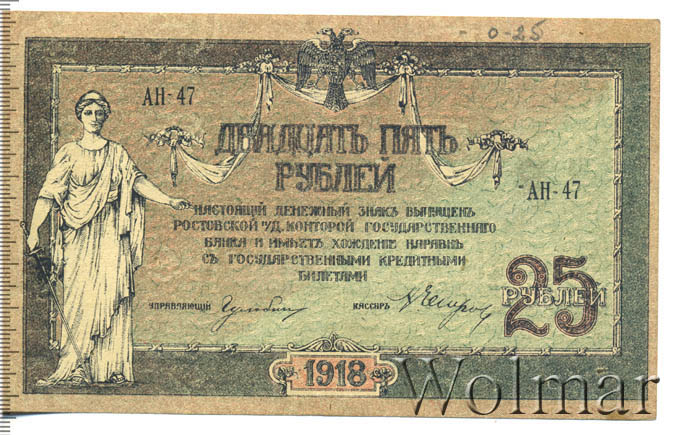 0-25
АН-47
ДВАДЦАТЬ ПЯТЬ
РУБЛЕЙ
АН-47
НАСТОЯЩІЙ ДЕНЕЖНЫЙ ЗНАКЪ ВЫПУЩЕНЪ
РОСТОВСКОЙ Н/Д. КОНТОРОЙ ГОСУДАРСТВЕННАГО
БАНКА И ИМѢЕТЪ ХОЖДЕНІЕ НАРАВНѢ
СЪ ГОСУДАРСТВЕННЫМИ КРЕДИТНЫМИ
БИЛЕТАМИ
25
РУБЛЕЙ
УПРАВЛЯЮЩІЙ
КАССИРЪ
1918
Wolmar